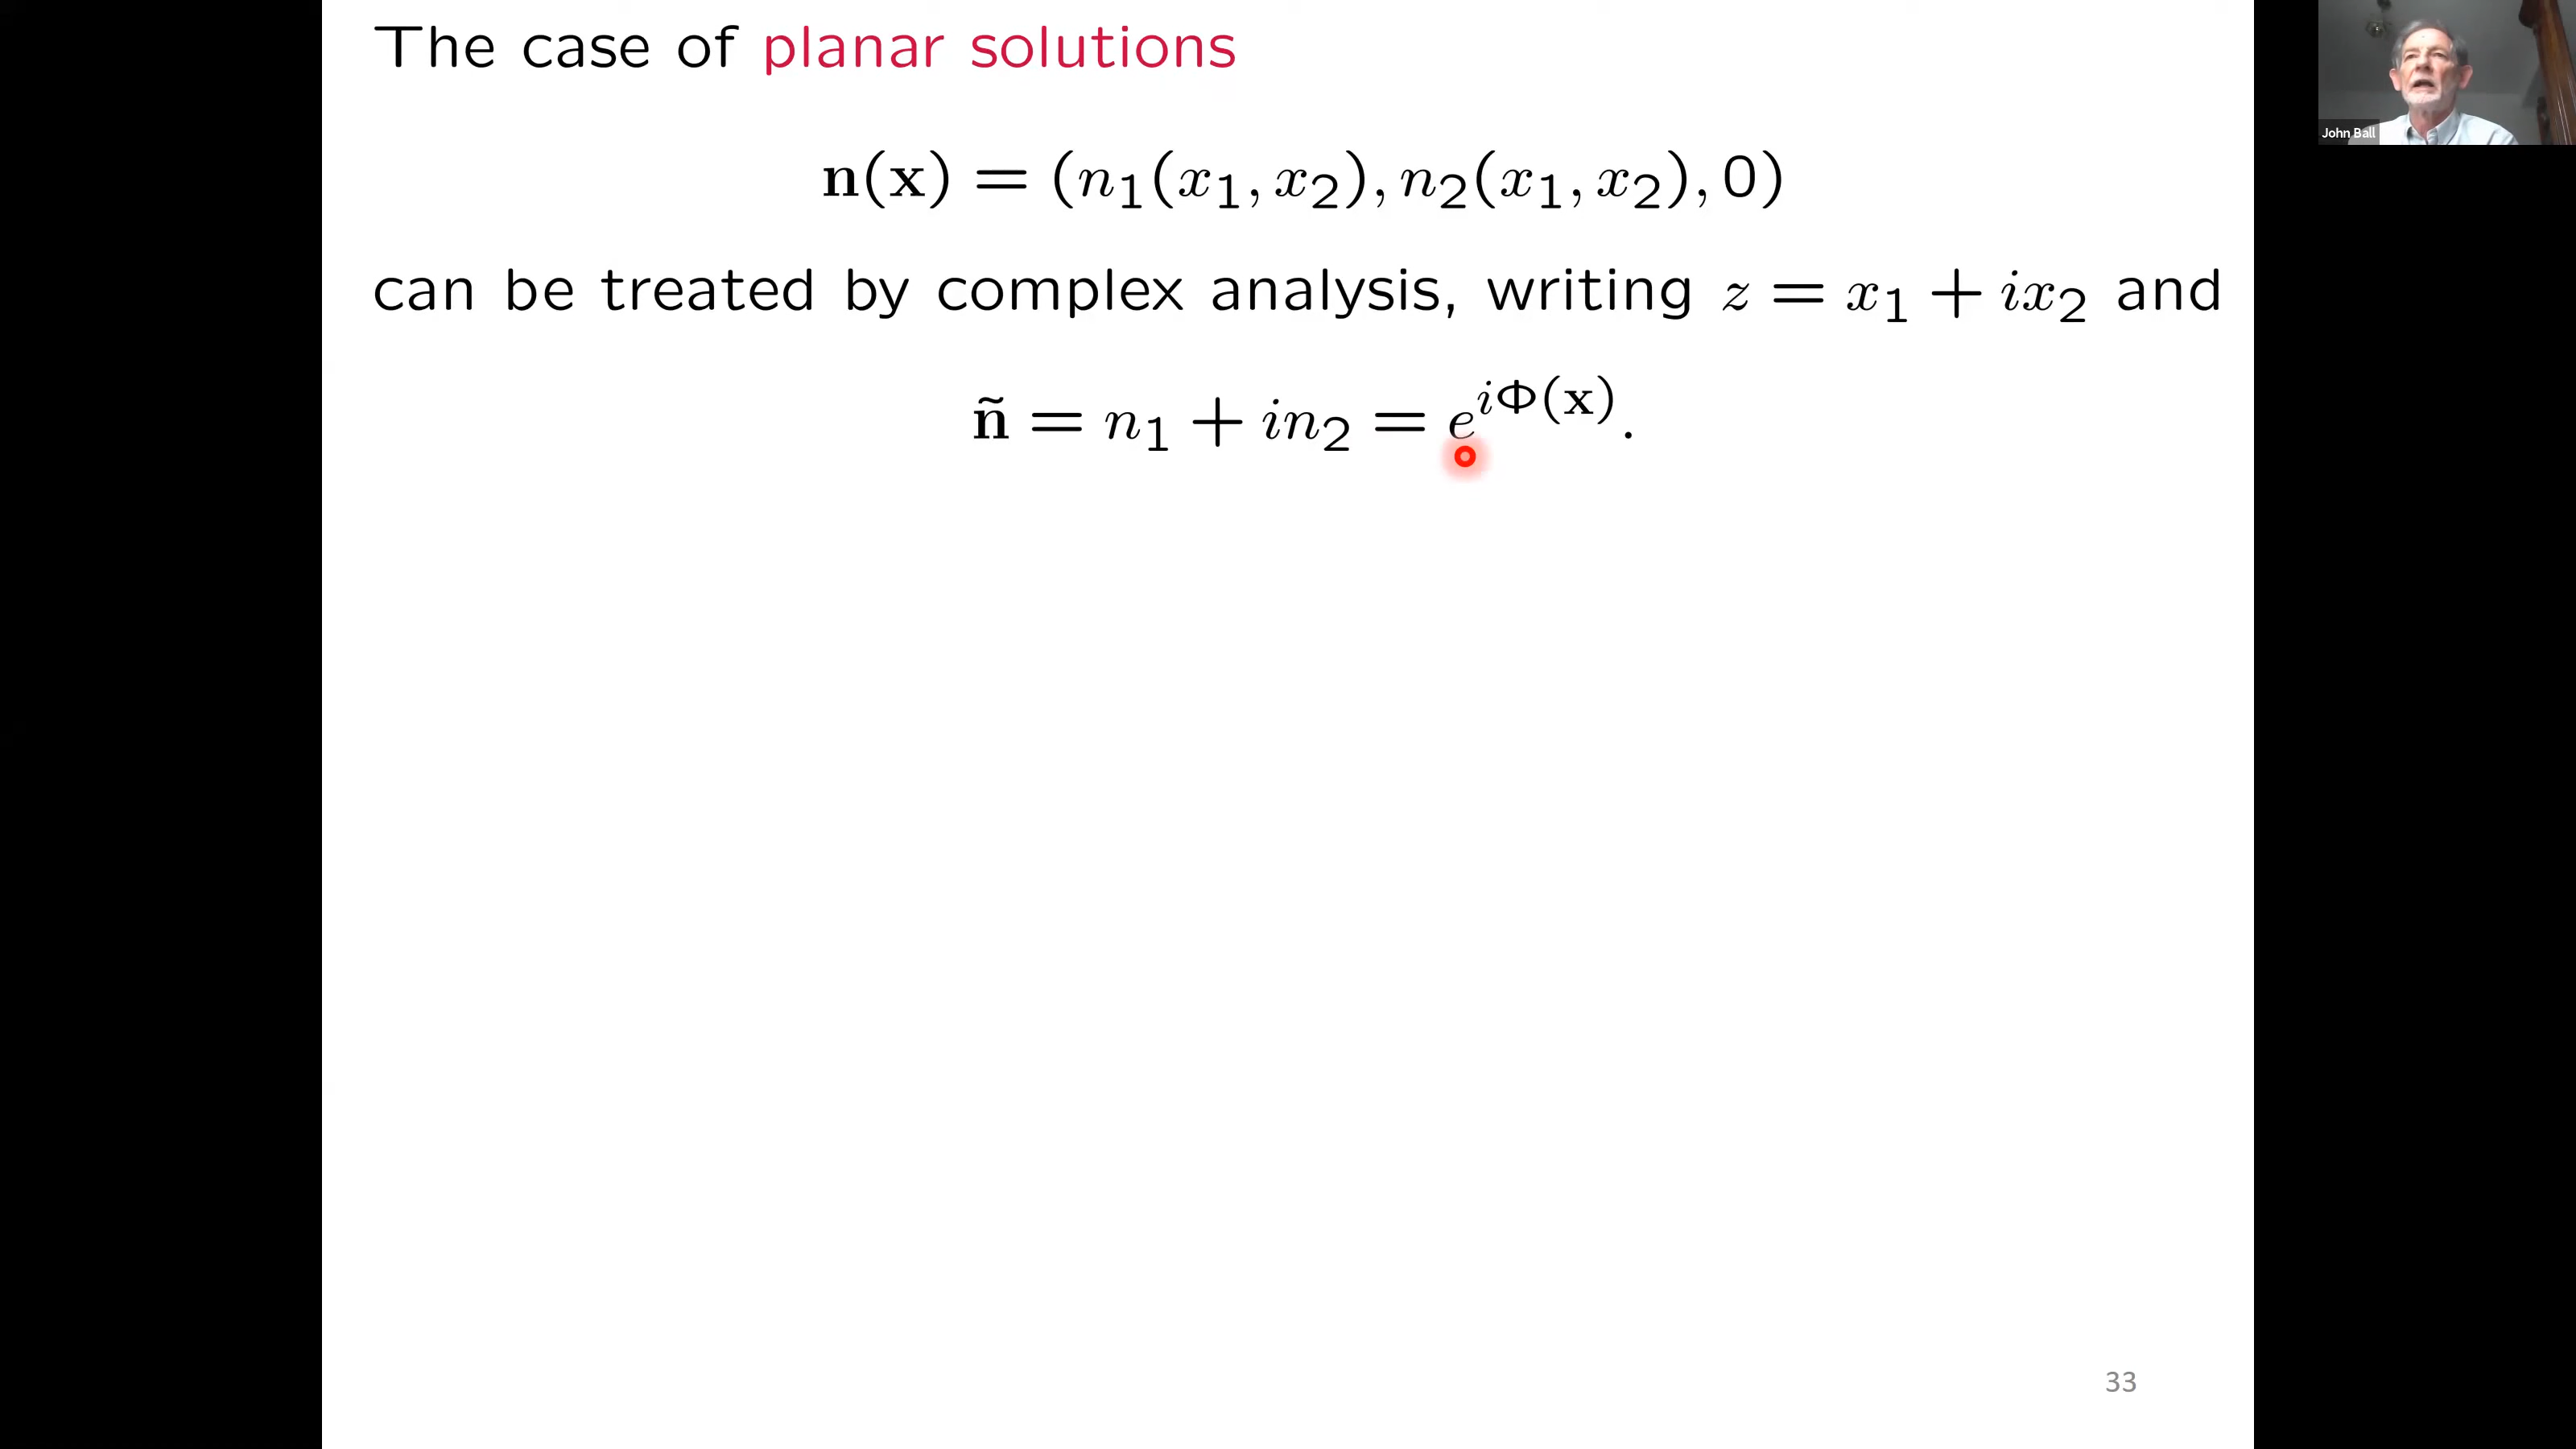 The case of planar solutions
n(x) = (n₁(x₁, x₂), n₂(x₁, x₂), 0)
can be treated by complex analysis, writing z = x₁ + ix₂ and
ñ = n₁ + in₂ = e^{iΦ(x)}.
33
John Ball